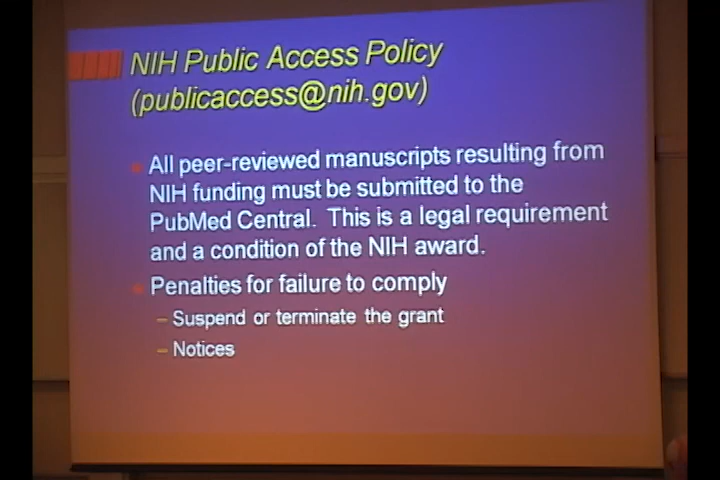 NIH Public Access Policy
(publicaccess@nih.gov)
All peer-reviewed manuscripts resulting from
NIH funding must be submitted to the
PubMed Central. This is a legal requirement
and a condition of the NIH award.
Penalties for failure to comply
– Suspend or terminate the grant
– Notices